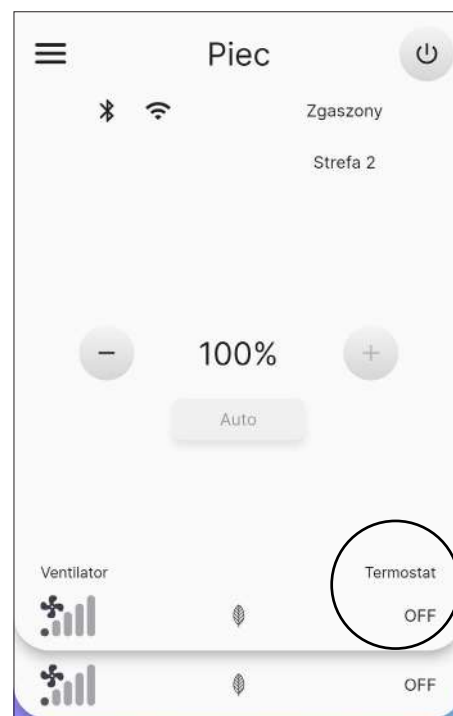 Piec
Zgaszony
Strefa 2
100%
Auto
Ventilator Termostat
OFF
OFF